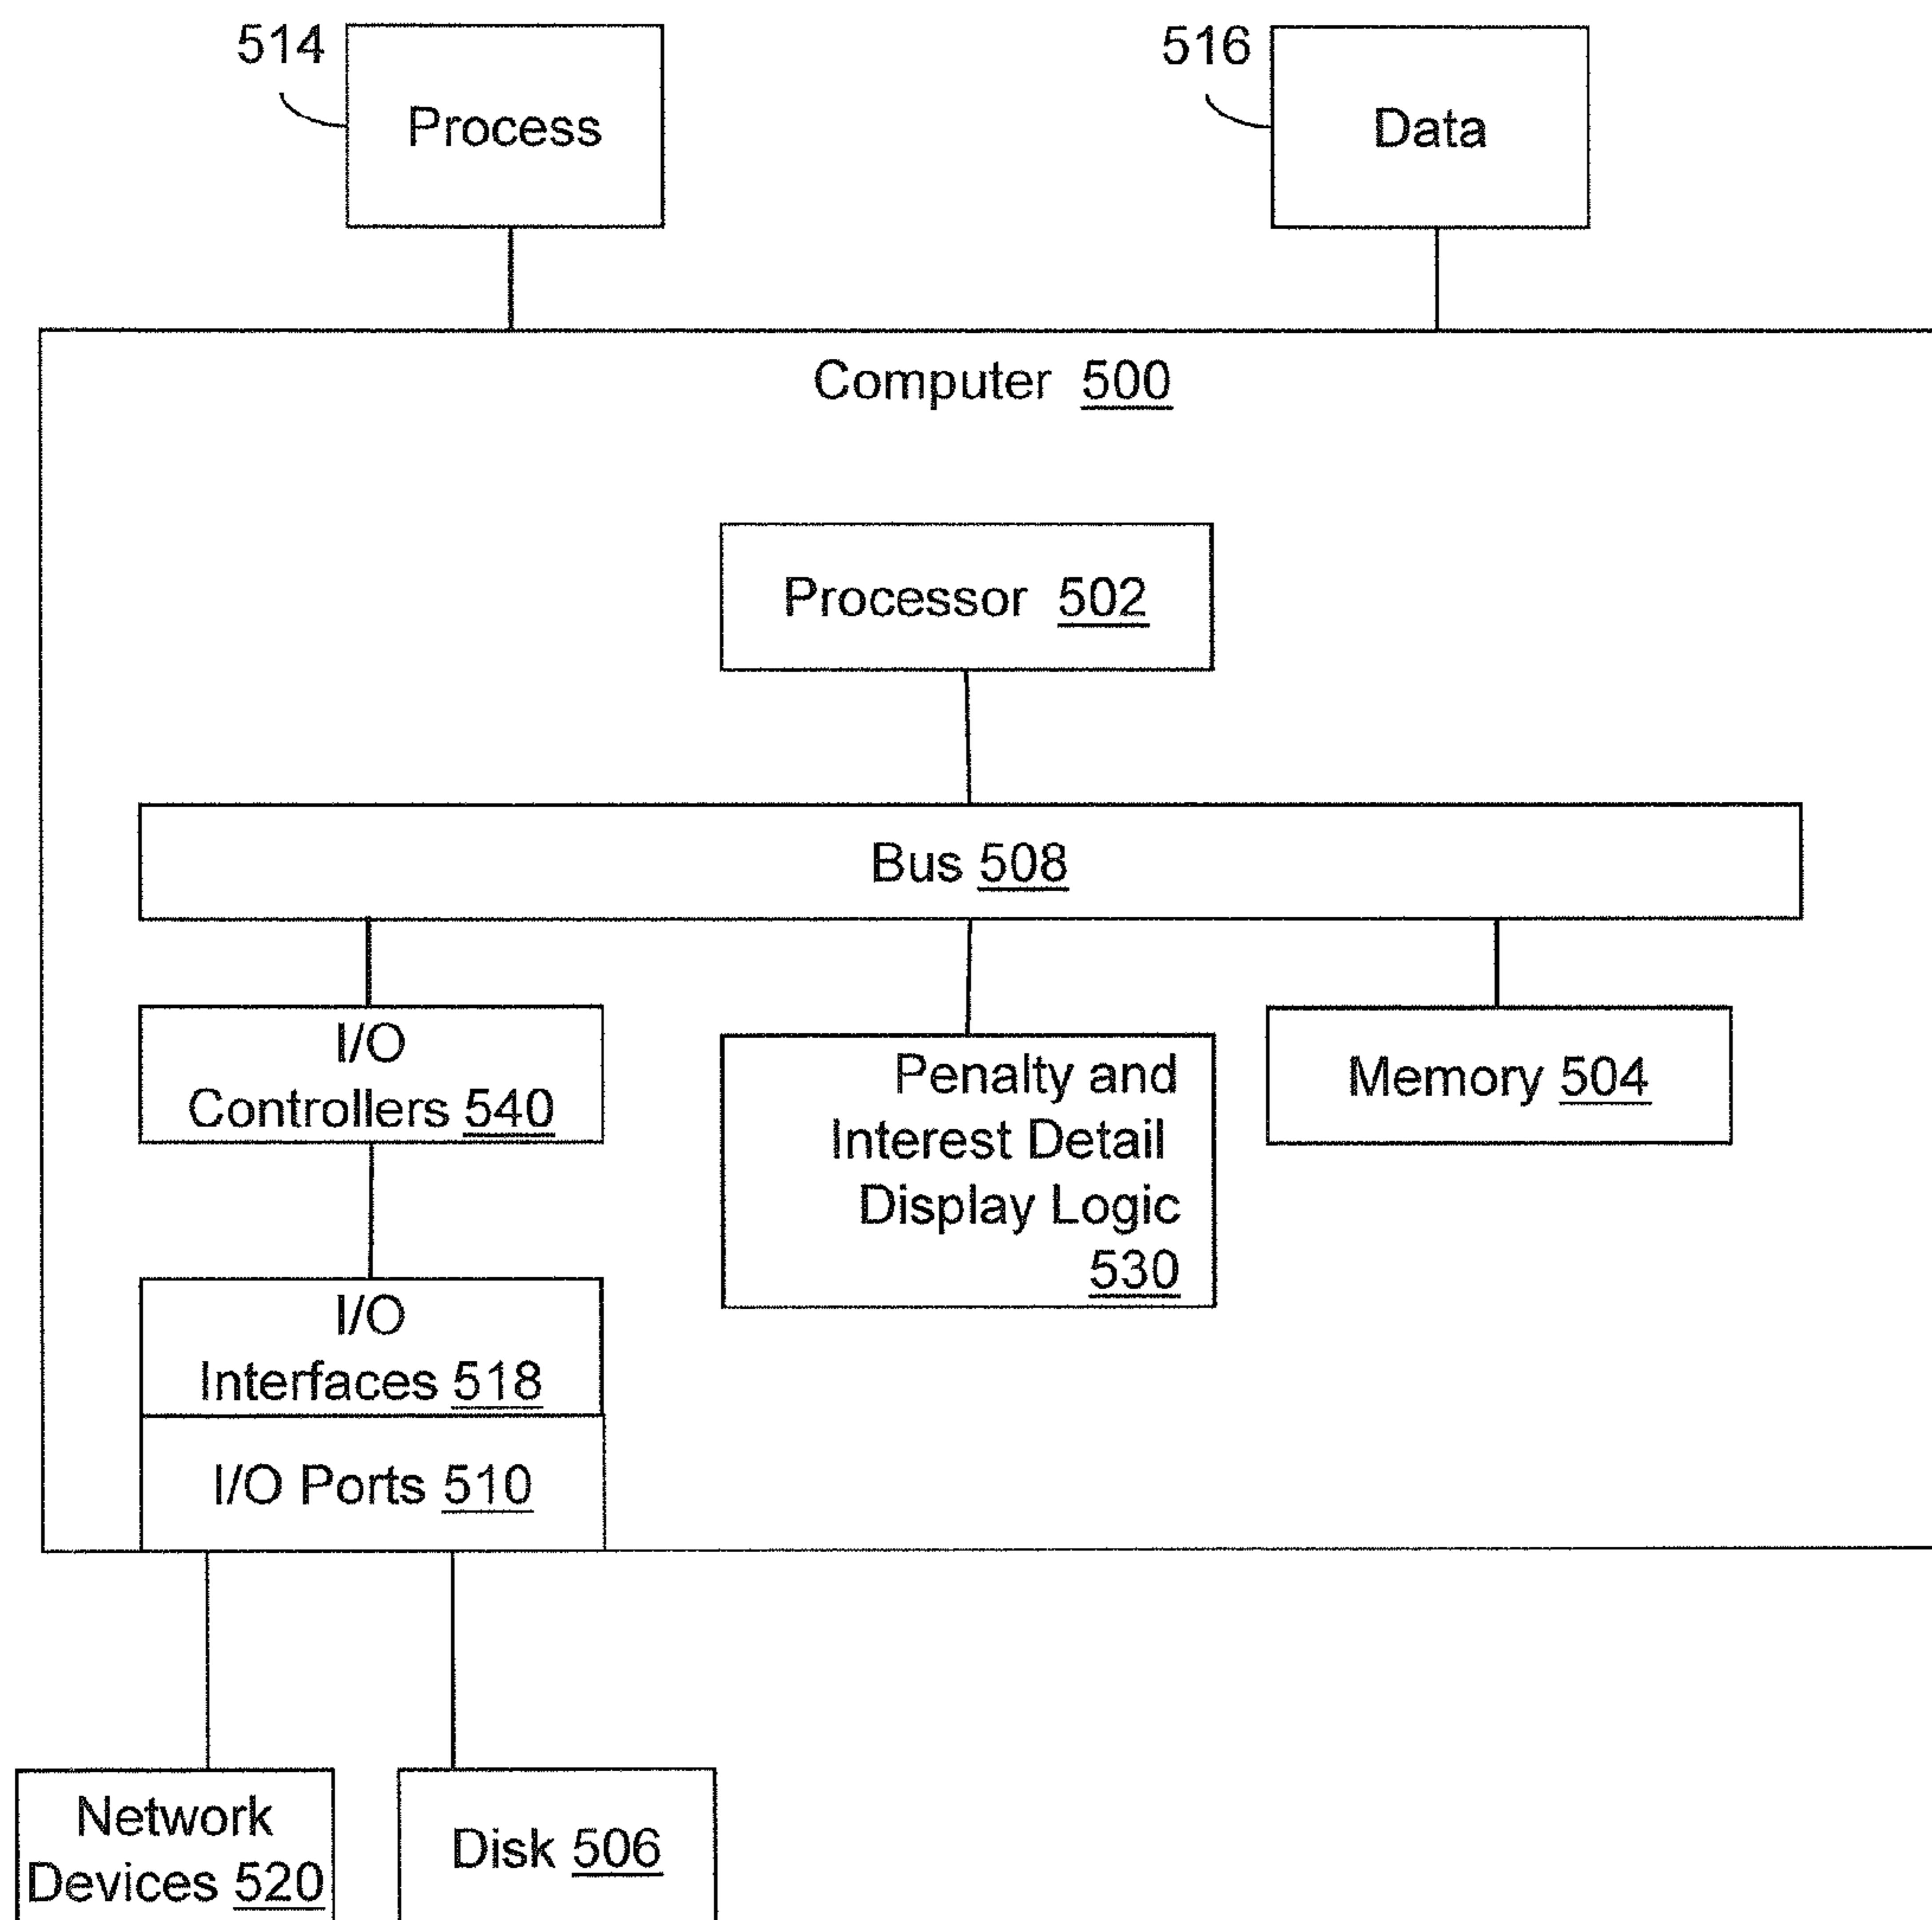 514
Process
516
Data
Computer 500
Processor 502
Bus 508
I/O
Controllers 540
Penalty and
Interest Detail
Display Logic
530
Memory 504
I/O
Interfaces 518
I/O Ports 510
Network
Devices 520
Disk 506